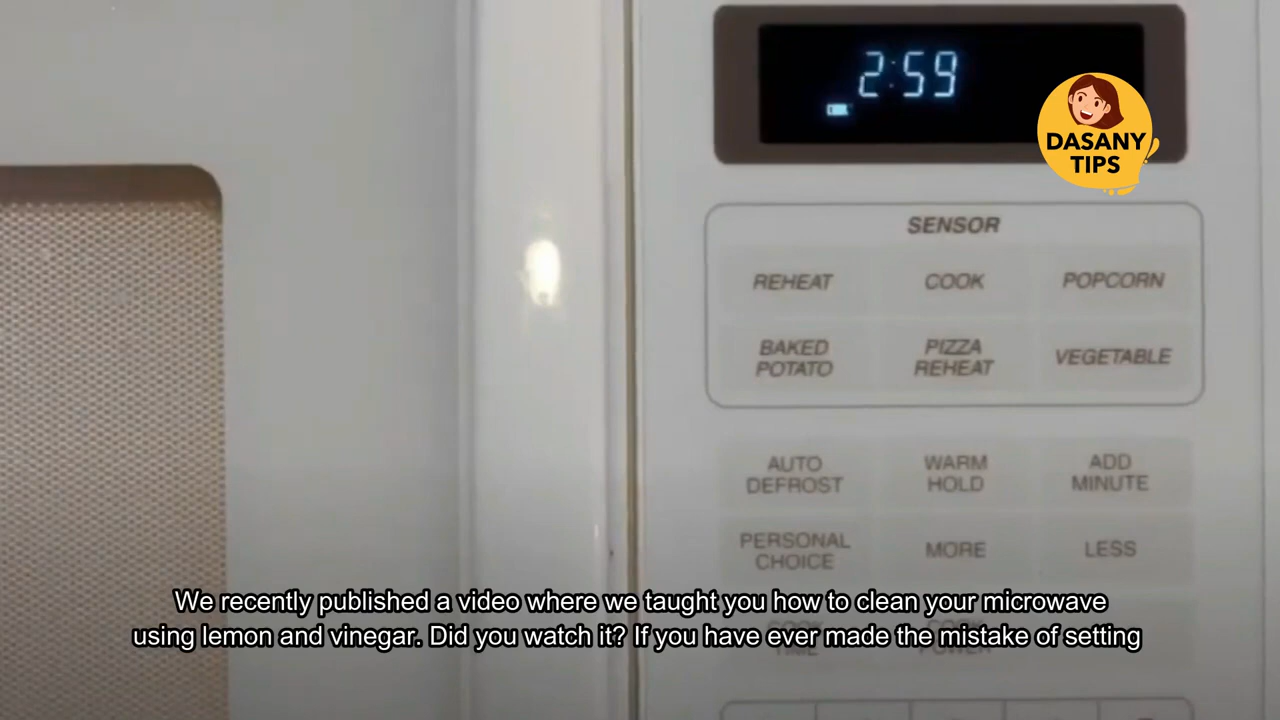 2:59
DASANY
TIPS
SENSOR
REHEAT COOK POPCORN
BAKED POTATO PIZZA REHEAT VEGETABLE
AUTO DEFROST WARM HOLD ADD MINUTE
PERSONAL CHOICE MORE LESS
We recently published a video where we taught you how to clean your microwave
using lemon and vinegar. Did you watch it? If you have ever made the mistake of setting
TIME POWER